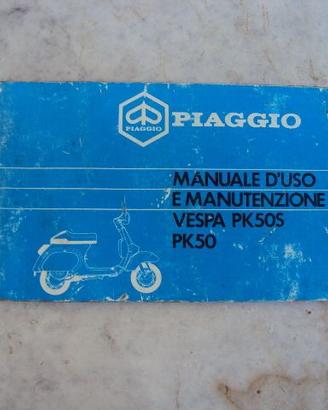 PIAGGIO
PIAGGIO
MANUALE D'USO
E MANUTENZIONE
VESPA PK50S
PK50